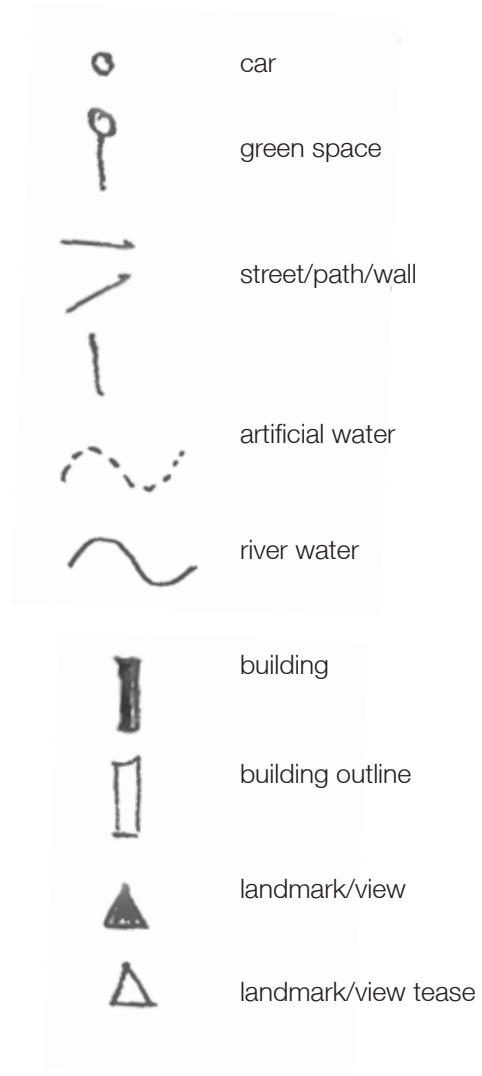 car
green space
street/path/wall
artificial water
river water
building
building outline
landmark/view
landmark/view tease